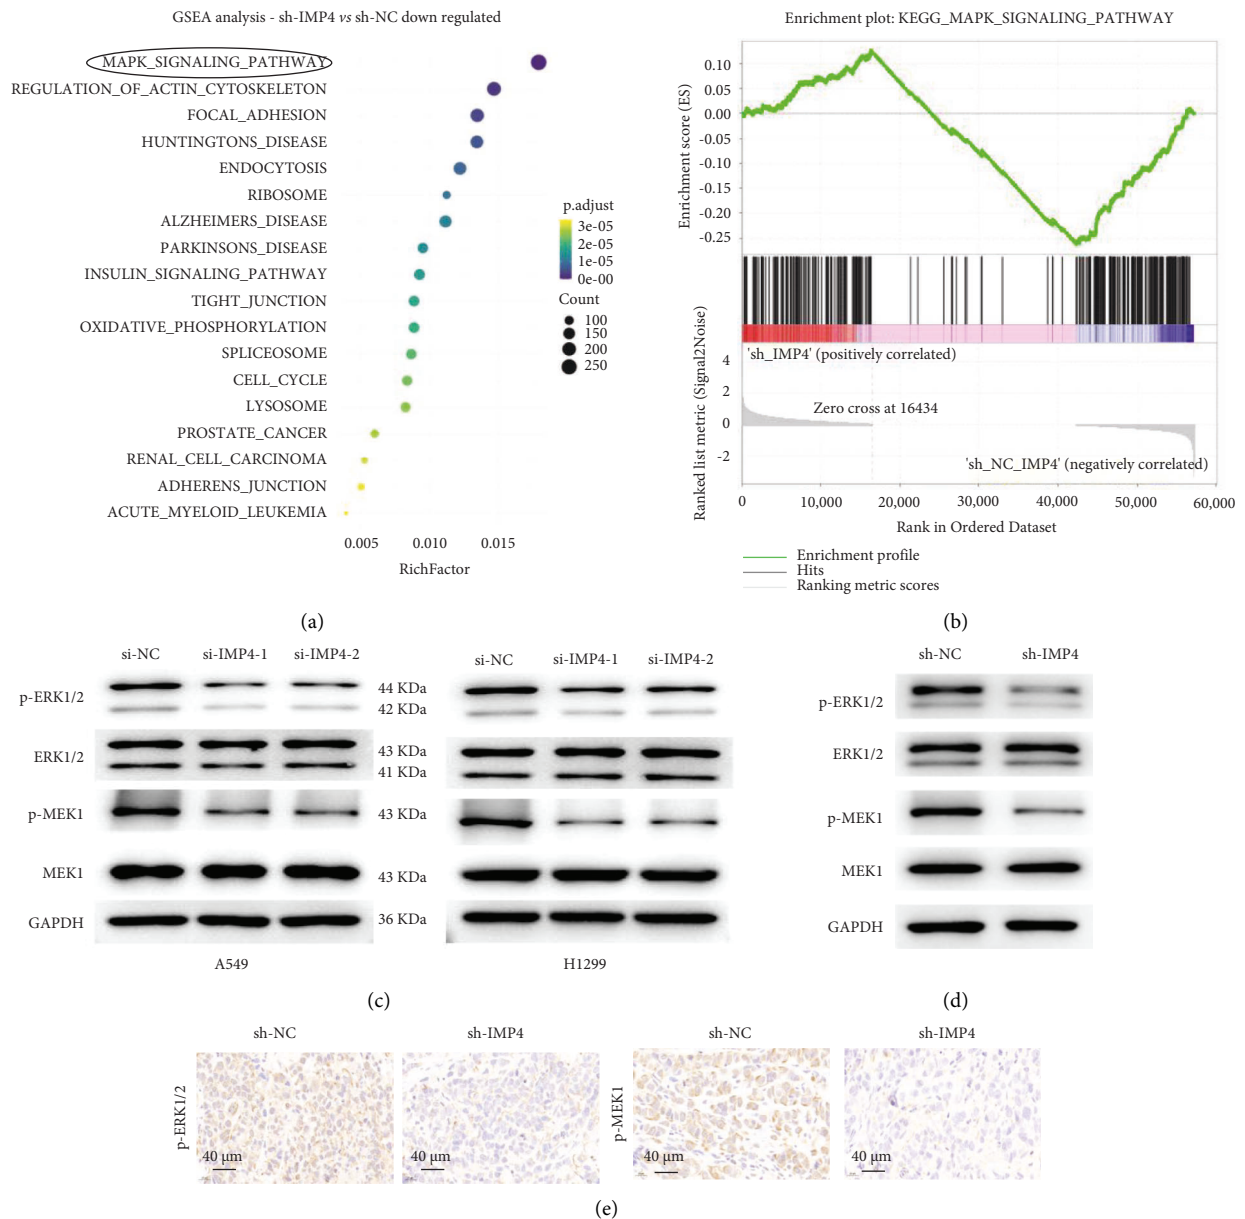 GSEA analysis - sh-IMP4 vs sh-NC down regulated
MAPK_SIGNALING_PATHWAY
REGULATION_OF_ACTIN_CYTOSKELETON
FOCAL_ADHESION
HUNTINGTONS_DISEASE
ENDOCYTOSIS
RIBOSOME
ALZHEIMERS_DISEASE
PARKINSONS_DISEASE
INSULIN_SIGNALING_PATHWAY
TIGHT_JUNCTION
OXIDATIVE_PHOSPHORYLATION
SPLICEOSOME
CELL_CYCLE
LYSOSOME
PROSTATE_CANCER
RENAL_CELL_CARCINOMA
ADHERENS_JUNCTION
ACUTE_MYELOID_LEUKEMIA
0.005 0.010 0.015
RichFactor
p.adjust
3e-05
2e-05
1e-05
0e-00
Count
100
150
200
250
(a)
Enrichment plot: KEGG_MAPK_SIGNALING_PATHWAY
Enrichment score (ES)
0.10
0.05
0.00
-0.05
-0.10
-0.15
-0.20
-0.25
Ranked list metric (Signal2Noise)
'sh_IMP4' (positively correlated)
4
2
0
-2
Zero cross at 16434
'sh_NC_IMP4' (negatively correlated)
0 10,000 20,000 30,000 40,000 50,000 60,000
Rank in Ordered Dataset
Enrichment profile
Hits
Ranking metric scores
(b)
si-NC si-IMP4-1 si-IMP4-2
si-NC si-IMP4-1 si-IMP4-2
p-ERK1/2
44 KDa
42 KDa
ERK1/2
43 KDa
41 KDa
p-MEK1
43 KDa
MEK1
43 KDa
GAPDH
36 KDa
A549
H1299
(c)
sh-NC sh-IMP4
p-ERK1/2
ERK1/2
p-MEK1
MEK1
GAPDH
(d)
sh-NC sh-IMP4 sh-NC sh-IMP4
p-ERK1/2
40 μm
40 μm
p-MEK1
40 μm
40 μm
(e)